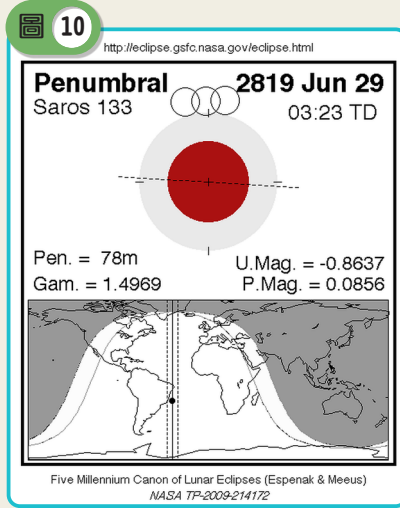 10
http://eclipse.gsfc.nasa.gov/eclipse.html
Penumbral 2819 Jun 29
Saros 133 03:23 TD
Pen. = 78m U.Mag. = -0.8637
Gam. = 1.4969 P.Mag. = 0.0856
Five Millennium Canon of Lunar Eclipses (Espenak & Meeus)
NASA TP-2009-214172